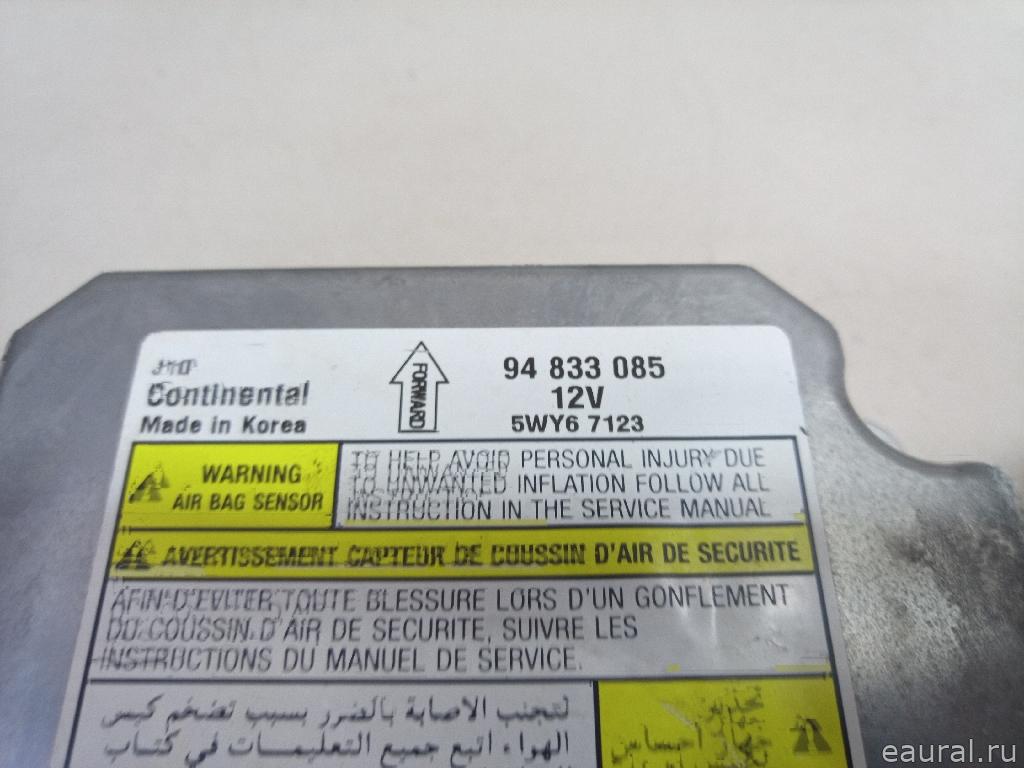 Continental
Made in Korea
FORWARD
94 833 085
12V
5WY6 7123
WARNING
AIR BAG SENSOR
TO HELP AVOID PERSONAL INJURY DUE
TO UNWANTED INFLATION FOLLOW ALL
INSTRUCTION IN THE SERVICE MANUAL
AVERTISSEMENT CAPTEUR DE COUSSIN D'AIR DE SECURITE
AFIN D'EVITER TOUTE BLESSURE LORS D'UN GONFLEMENT
DU COUSSIN D'AIR DE SECURITE, SUIVRE LES
INSTRUCTIONS DU MANUEL DE SERVICE.
لتجنب الاصابة بالضرر بسبب تضخم كيس
الهواء اتبع جميع التعليمات في كتاب
تحذير
جهاز احساس
eaural.ru